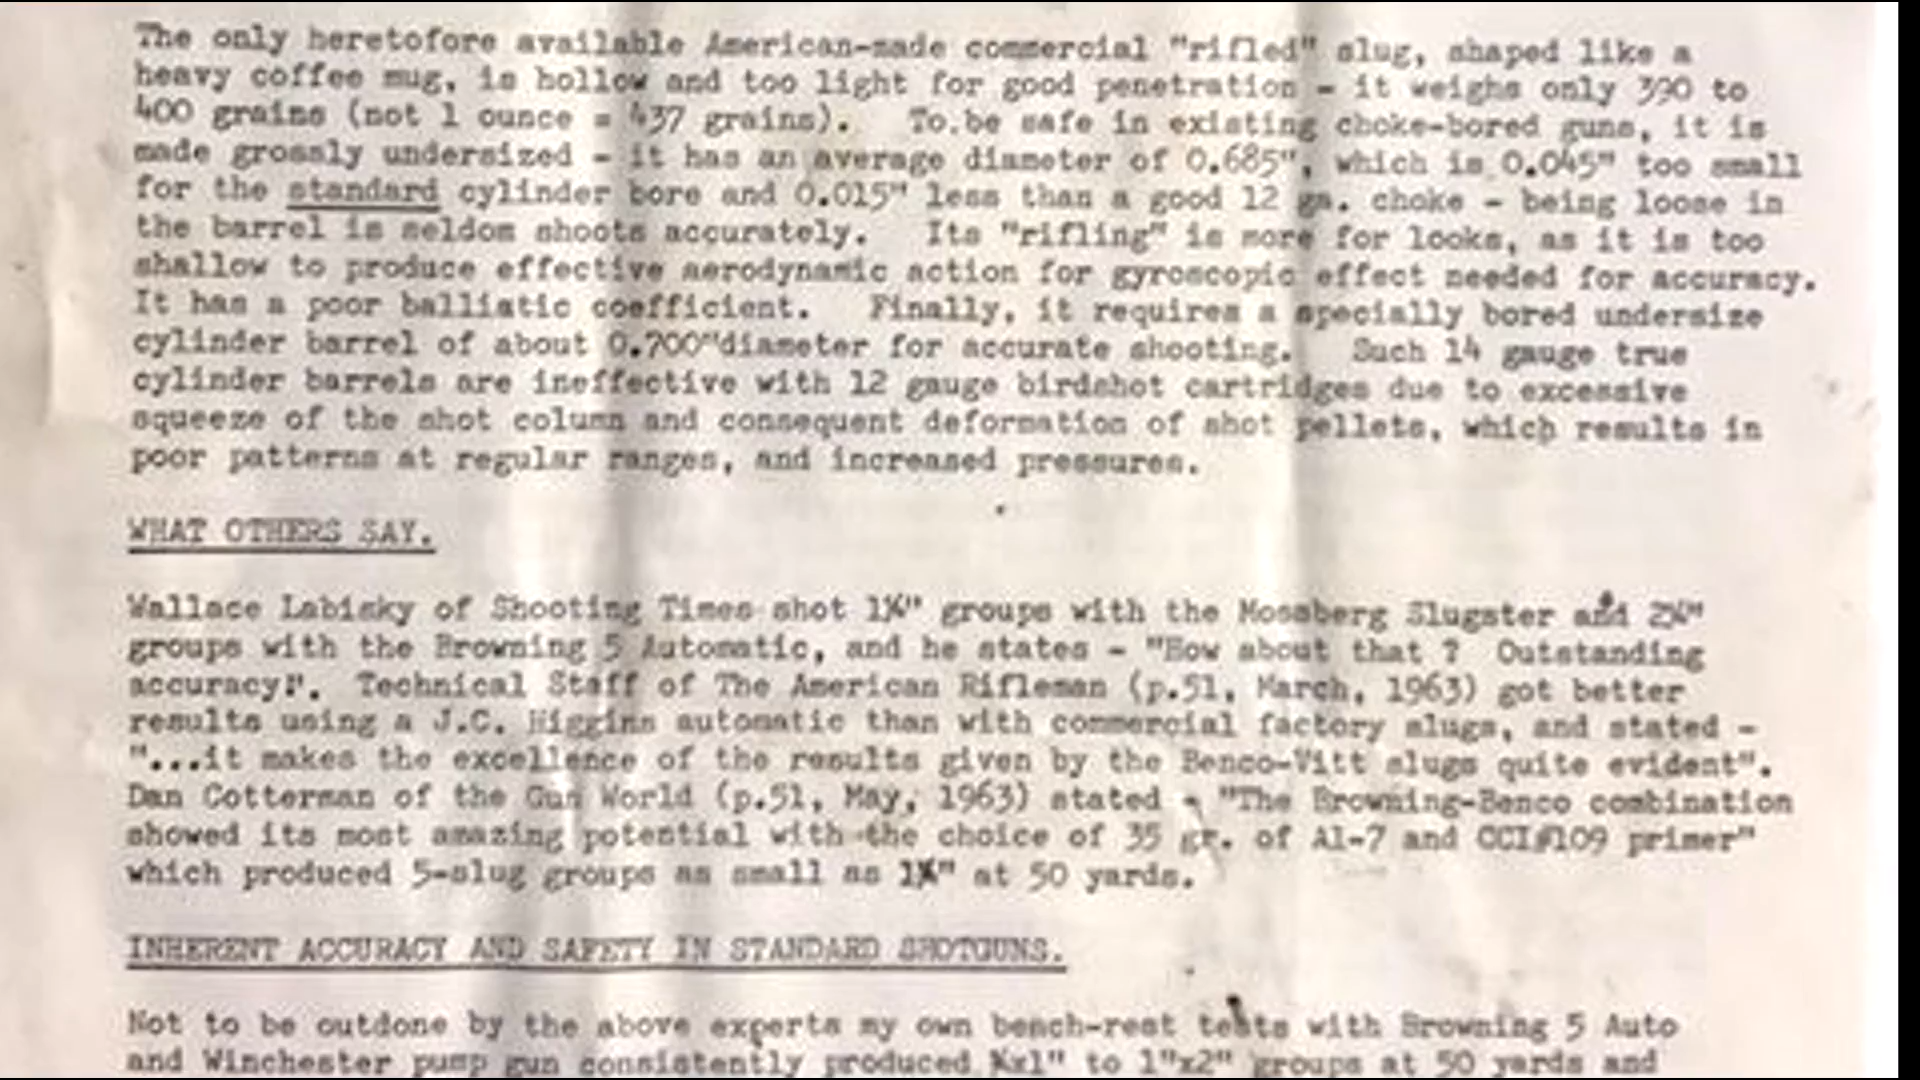 The only heretofore available American-made commercial "rifled" slug, shaped like a
heavy coffee mug, is hollow and too light for good penetration - it weighs only 390 to
400 grains (not 1 ounce = 437 grains). To.be safe in existing choke-bored guns, it is
made grossly undersized - it has an average diameter of 0.685", which is 0.045" too small
for the standard cylinder bore and 0.015" less than a good 12 ga. choke - being loose in
the barrel is seldom shoots accurately. Its "rifling" is more for looks, as it is too
shallow to produce effective aerodynamic action for gyroscopic effect needed for accuracy.
It has a poor balliatic coefficient. Finally, it requires a specially bored undersize
cylinder barrel of about 0.700"diameter for accurate shooting. Such 14 gauge true
cylinder barrels are ineffective with 12 gauge birdshot cartridges due to excessive
squeeze of the shot column and consequent deformation of shot pellets, which results in
poor patterns at regular ranges, and increased pressures.
WHAT OTHERS SAY.
Wallace Labisky of Shooting Times shot groups with the Mossberg Slugster and
groups with the Browning 5 Automatic, and he states - "How about that ? Outstanding
accuracy!". Technical Staff of The American Rifleman (p.51, March, 1963) got better
results using a J.C. Higgins automatic than with commercial factory slugs, and stated -
"...it makes the excellence of the results given by the Benco-Vitt slugs quite evident".
Dan Cotterman of the Gun World (p.51, May, 1963) stated - "The Browning-Benco combination
showed its most amazing potential with the choice of 35 gr. of Al-7 and CCI#109 primer"
which produced 5-slug groups as small as at 50 yards.
INHERENT ACCURACY AND SAFETY IN STANDARD SHOTGUNS.
Not to be outdone by the above experts my own bench-rest tests with Browning 5 Auto
and Winchester pump gun consistently produced to 1"x2" groups at 50 yards and